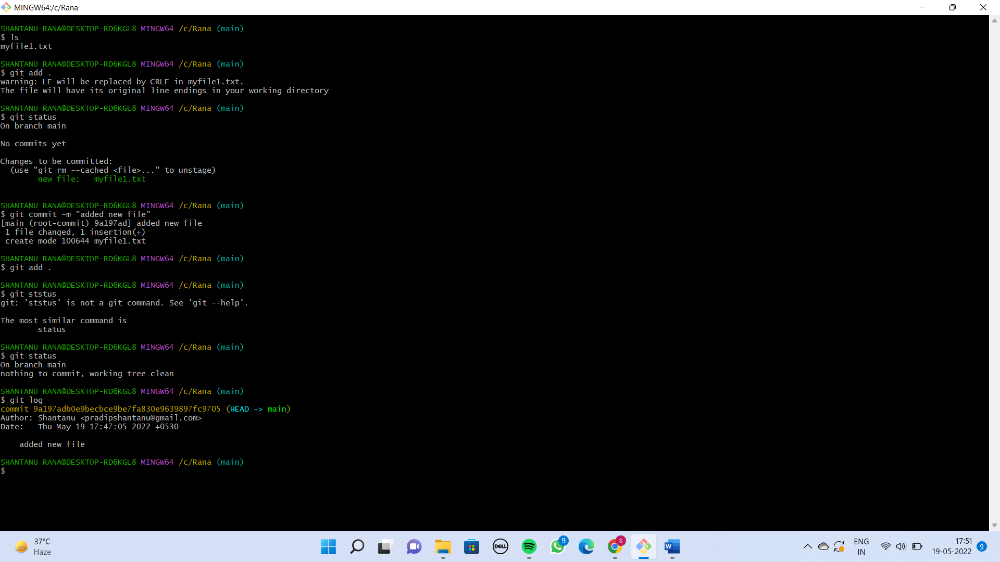 MINGW64:/c/Rana
SHANTANU RANA@DESKTOP-RD6KGL8 MINGW64 /c/Rana (main)
$ ls
myfile1.txt
SHANTANU RANA@DESKTOP-RD6KGL8 MINGW64 /c/Rana (main)
$ git add .
warning: LF will be replaced by CRLF in myfile1.txt.
The file will have its original line endings in your working directory
SHANTANU RANA@DESKTOP-RD6KGL8 MINGW64 /c/Rana (main)
$ git status
On branch main
No commits yet
Changes to be committed:
  (use "git rm --cached <file>..." to unstage)
        new file:   myfile1.txt
SHANTANU RANA@DESKTOP-RD6KGL8 MINGW64 /c/Rana (main)
$ git commit -m "added new file"
[main (root-commit) 9a197ad] added new file
 1 file changed, 1 insertion(+)
 create mode 100644 myfile1.txt
SHANTANU RANA@DESKTOP-RD6KGL8 MINGW64 /c/Rana (main)
$ git add .
SHANTANU RANA@DESKTOP-RD6KGL8 MINGW64 /c/Rana (main)
$ git ststus
git: 'ststus' is not a git command. See 'git --help'.
The most similar command is
        status
SHANTANU RANA@DESKTOP-RD6KGL8 MINGW64 /c/Rana (main)
$ git status
On branch main
nothing to commit, working tree clean
SHANTANU RANA@DESKTOP-RD6KGL8 MINGW64 /c/Rana (main)
$ git log
commit 9a197adb0e9becbce9be7fa830e9639897fc9705 (HEAD -> main)
Author: Shantanu <pradipshantanu@gmail.com>
Date:   Thu May 19 17:47:05 2022 +0530
    added new file
SHANTANU RANA@DESKTOP-RD6KGL8 MINGW64 /c/Rana (main)
$
37°C
Haze
DELL
9
S
W
ENG
IN
17:51
19-05-2022
9